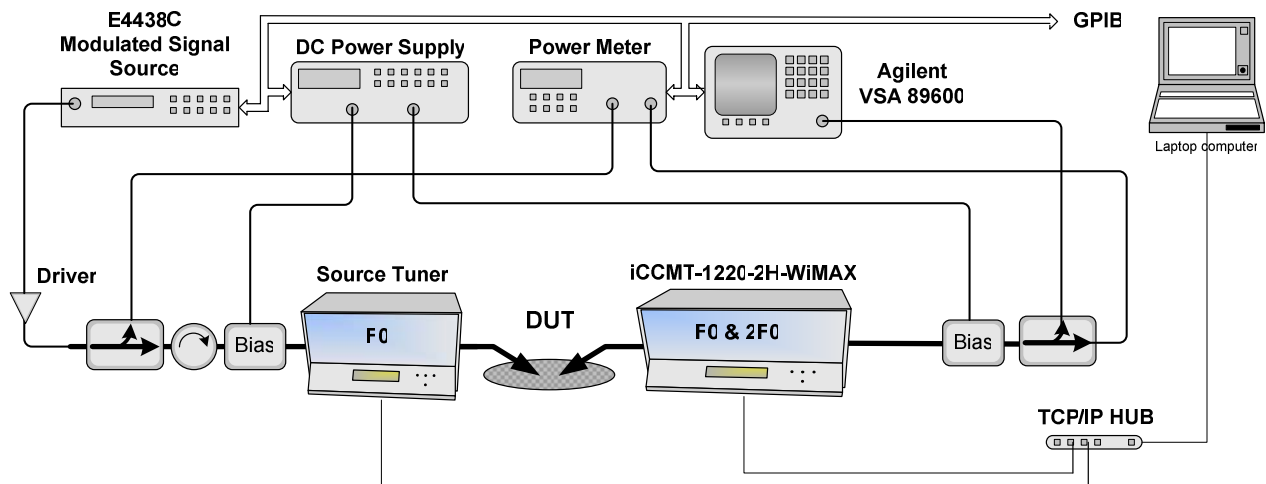 E4438C
Modulated Signal
Source
DC Power Supply
Power Meter
Agilent
VSA 89600
GPIB
Laptop computer
Driver
Source Tuner
iCCMT-1220-2H-WiMAX
DUT
Bias
F0
F0 & 2F0
Bias
TCP/IP HUB